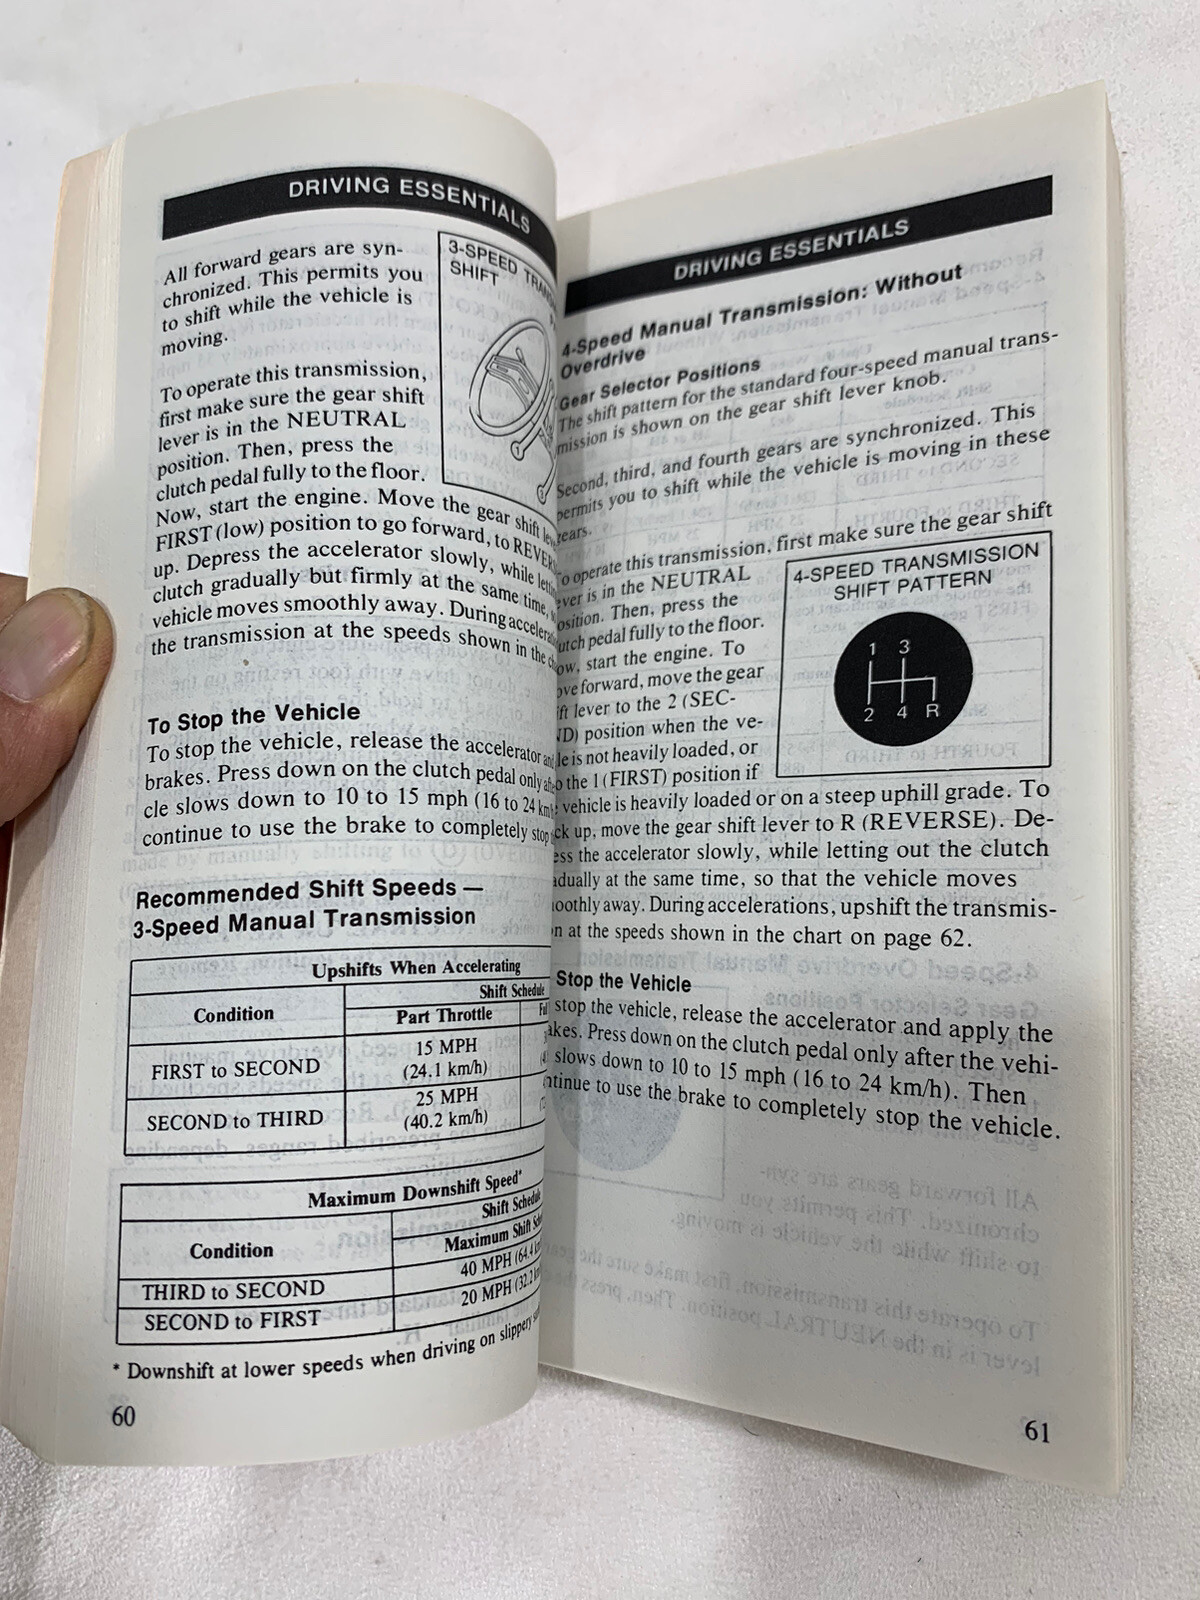 DRIVING ESSENTIALS
All forward gears are syn-
chronized. This permits you
to shift while the vehicle is
moving.
3-SPEED
SHIFT
1
3
To operate this transmission,
first make sure the gear shift
lever is in the NEUTRAL
position. Then, press the
clutch pedal fully to the floor.
Now, start the engine. Move the gear shift
FIRST (low) position to go forward, to
up. Depress the accelerator slowly, while
clutch gradually but firmly at the same time,
vehicle moves smoothly away. During
the transmission at the speeds shown in the
To Stop the Vehicle
To stop the vehicle, release the accelerator
brakes. Press down on the clutch pedal only
cle slows down to 10 to 15 mph (16 to 24
continue to use the brake to completely stop
Recommended Shift Speeds —
3-Speed Manual Transmission
Upshifts When Accelerating
Condition
Shift Schedule
Part Throttle
FIRST to SECOND
15 MPH
(24.1 km/h)
SECOND to THIRD
25 MPH
(40.2 km/h)
Maximum Downshift Speed*
Condition
Shift Schedule
Maximum Shift
THIRD to SECOND
40 MPH (64.4
SECOND to FIRST
20 MPH (32.2
* Downshift at lower speeds when driving on slippery
60
DRIVING ESSENTIALS
4-Speed Manual Transmission: Without
Overdrive
Gear Selector Positions
The shift pattern for the standard four-speed manual trans-
mission is shown on the gear shift lever knob.
Second, third, and fourth gears are synchronized. This
permits you to shift while the vehicle is moving in these
gears.
To operate this transmission, first make sure the gear shift
is in the NEUTRAL
Then, press the
pedal fully to the floor.
start the engine. To
forward, move the gear
lever to the 2 (SEC-
position when the ve-
is not heavily loaded, or
the 1 (FIRST) position if
vehicle is heavily loaded or on a steep uphill grade. To
up, move the gear shift lever to R (REVERSE). De-
the accelerator slowly, while letting out the clutch
at the same time, so that the vehicle moves
away. During accelerations, upshift the transmis-
at the speeds shown in the chart on page 62.
4-SPEED TRANSMISSION
SHIFT PATTERN
1 3
2 4 R
Stop the Vehicle
stop the vehicle, release the accelerator and apply the
Press down on the clutch pedal only after the vehi-
slows down to 10 to 15 mph (16 to 24 km/h). Then
to use the brake to completely stop the vehicle.
61